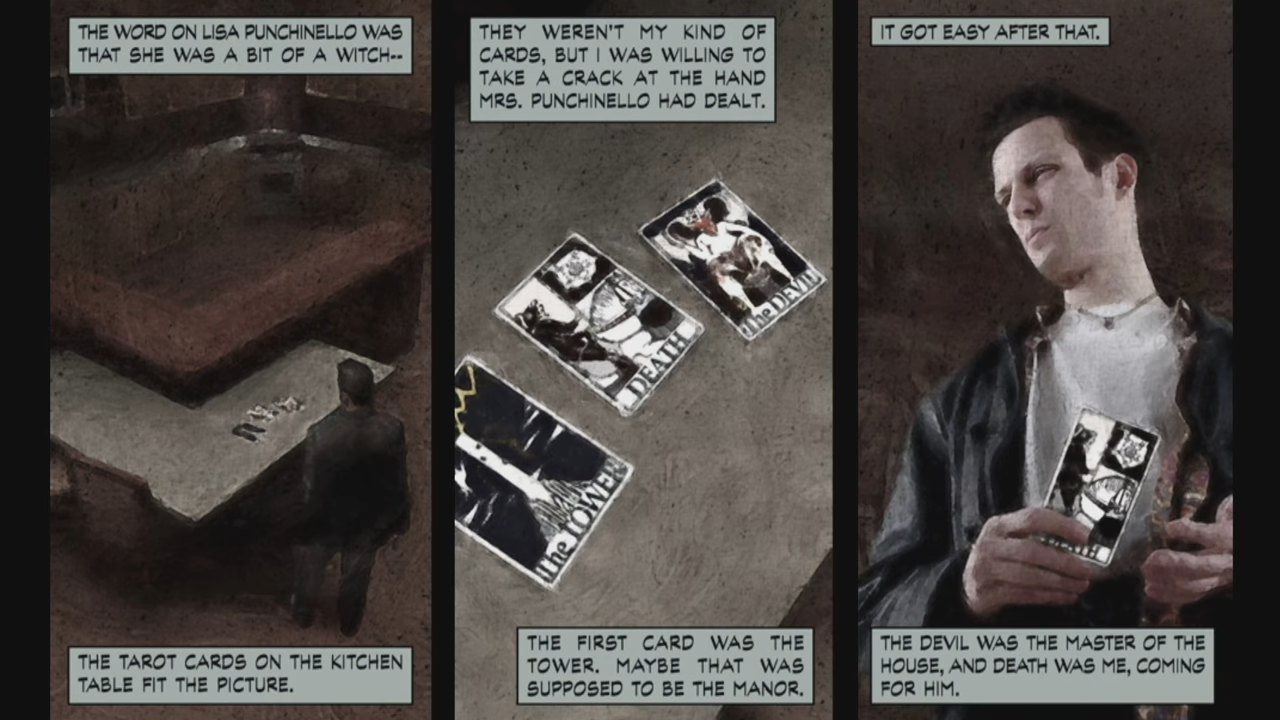 THE WORD ON LISA PUNCHINELLO WAS
THAT SHE WAS A BIT OF A WITCH--
THE TAROT CARDS ON THE KITCHEN
TABLE FIT THE PICTURE.
THEY WEREN'T MY KIND OF
CARDS, BUT I WAS WILLING TO
TAKE A CRACK AT THE HAND
MRS. PUNCHINELLO HAD DEALT.
The DEVIL
DEATH
The TOWER
THE FIRST CARD WAS THE
TOWER. MAYBE THAT WAS
SUPPOSED TO BE THE MANOR.
IT GOT EASY AFTER THAT.
THE DEVIL WAS THE MASTER OF THE
HOUSE, AND DEATH WAS ME, COMING
FOR HIM.